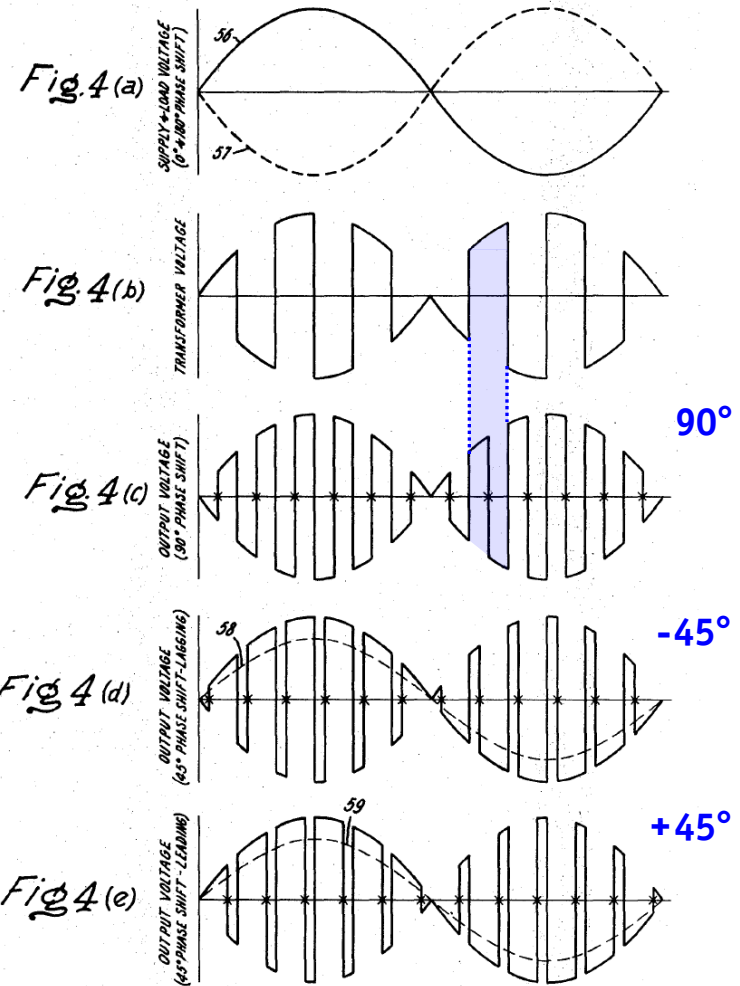 Fig. 4 (a)
SUPPLY & LOAD VOLTAGE
(0° & 180° PHASE SHIFT)
56
57
Fig. 4 (b)
TRANSFORMER VOLTAGE
Fig. 4 (c)
OUTPUT VOLTAGE
(90° PHASE SHIFT)
90°
Fig. 4 (d)
OUTPUT VOLTAGE
(45° PHASE SHIFT-LAGGING)
58
-45°
Fig 4 (e)
OUTPUT VOLTAGE
(45° PHASE SHIFT-LEADING)
59
+45°